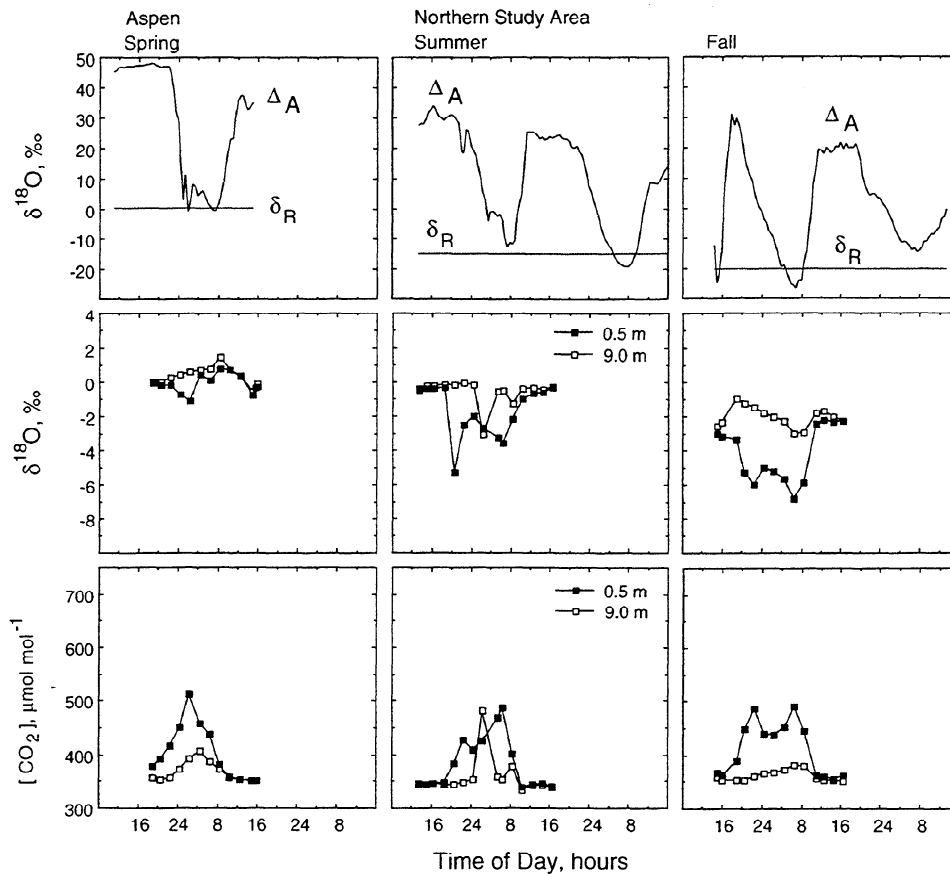 Aspen
Spring
Northern Study Area
Summer
Fall
δ18O, ‰
50
40
30
20
10
0
-10
-20
ΔA
δR
ΔA
δR
ΔA
δR
δ18O, ‰
4
2
0
-2
-4
-6
-8
0.5 m
9.0 m
[CO2], μmol mol-1
700
600
500
400
300
0.5 m
9.0 m
16 24 8 16 24 8
16 24 8 16 24 8
16 24 8 16 24 8
Time of Day, hours